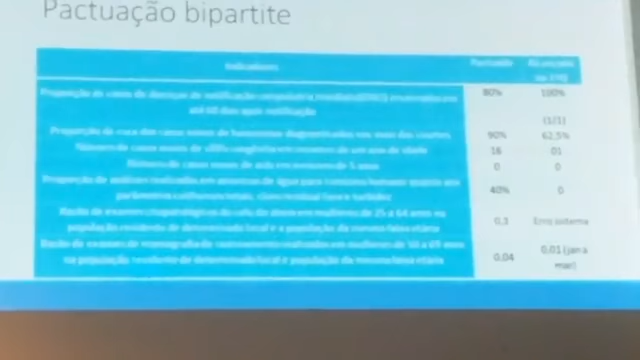 Pactuação bipartite
Indicadores Pactuado Alcançado
Proporção de casos de doenças de notificação compulsória encerrados em 80% 100%
até 60 dias após notificação
(1/1)
Proporção de cura dos casos novos de hanseníase diagnosticados nos anos das coortes 90% 62,5%
Número de casos novos de sífilis congênita em menores de um ano de idade 16 01
Número de casos novos de aids em menores de 5 anos 0 0
Proporção de análises realizadas em amostras de água para consumo humano quanto aos
parâmetros coliformes totais, cloro residual livre e turbidez 40% 0
Razão de exames citopatológicos do colo do útero em mulheres de 25 a 64 anos na
população residente de determinado local e a população da mesma faixa etária 0,3 Erro sistema
Razão de exames de mamografia de rastreamento realizados em mulheres de 50 a 69 anos
na população residente de determinado local e população da mesma faixa etária 0,04 0,01 (jan a
mar)